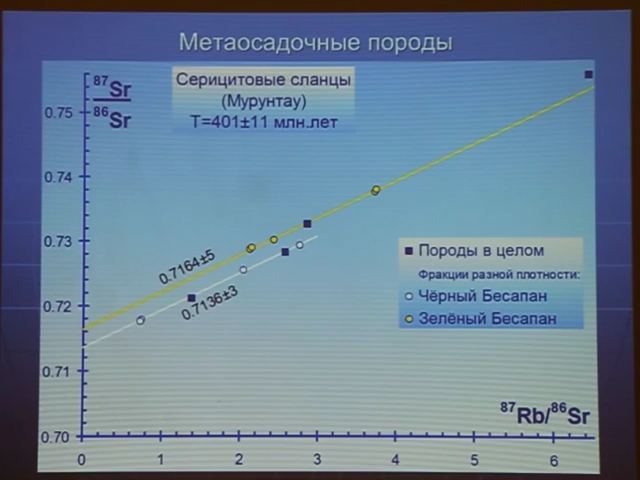 Метаосадочные породы
87Sr
86Sr
Серицитовые сланцы
(Мурунтау)
T=401±11 млн.лет
0.75
0.74
0.73
0.72
0.71
0.70
0.7164±5
0.7136±3
Породы в целом
Фракции разной плотности:
Чёрный Бесапан
Зелёный Бесапан
87Rb/86Sr
0 1 2 3 4 5 6